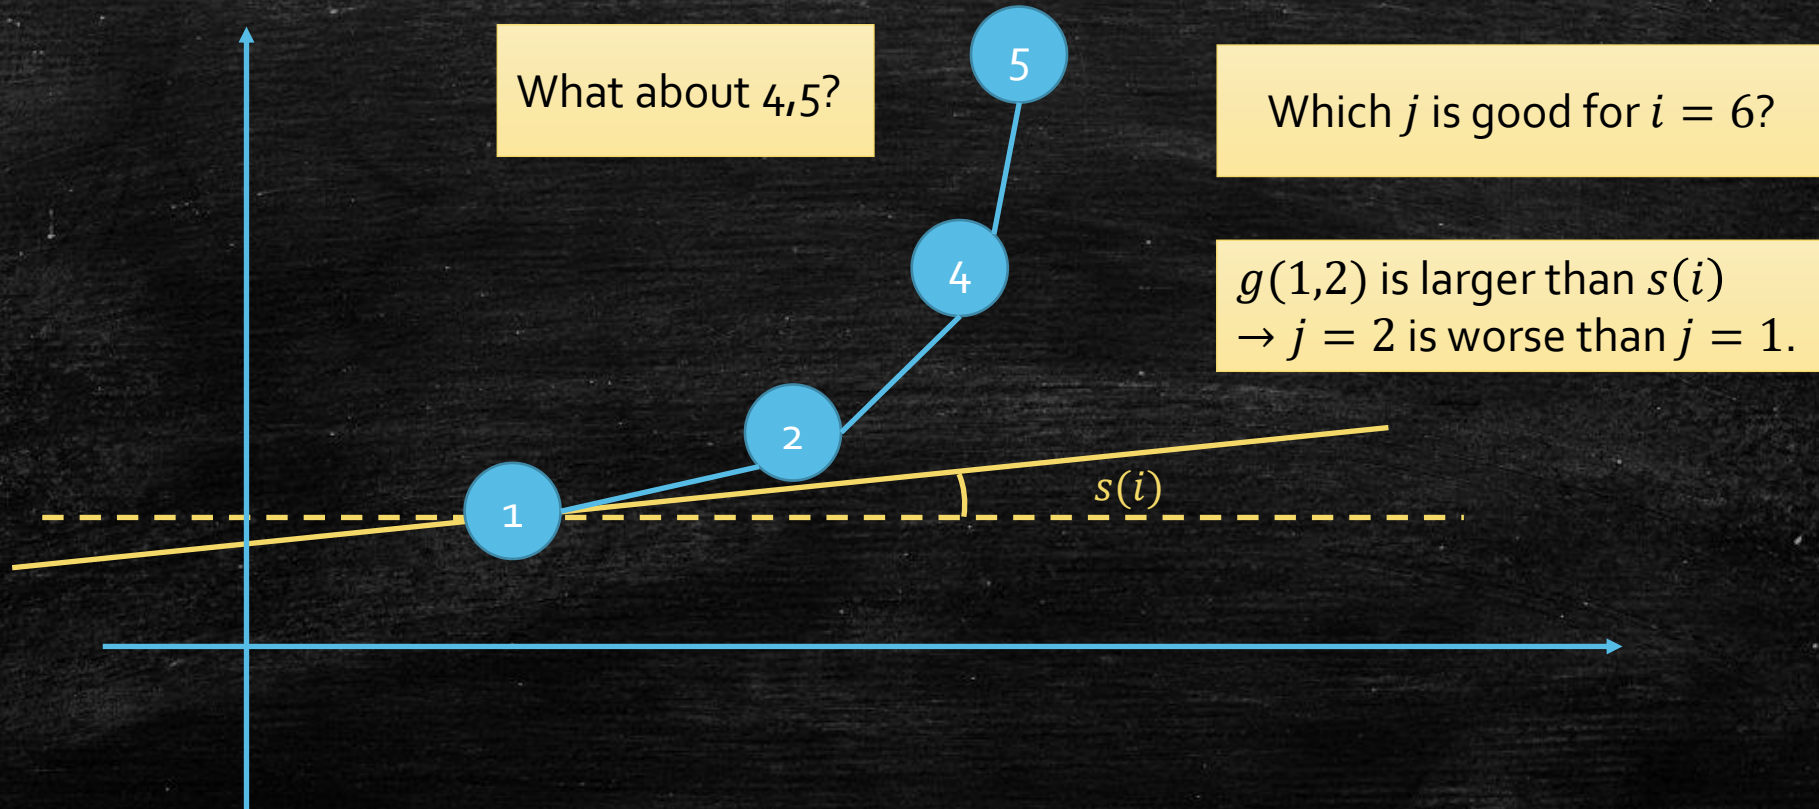 What about 4,5?
5
Which j is good for i = 6?
4
g(1,2) is larger than s(i)
→ j = 2 is worse than j = 1.
2
s(i)
1